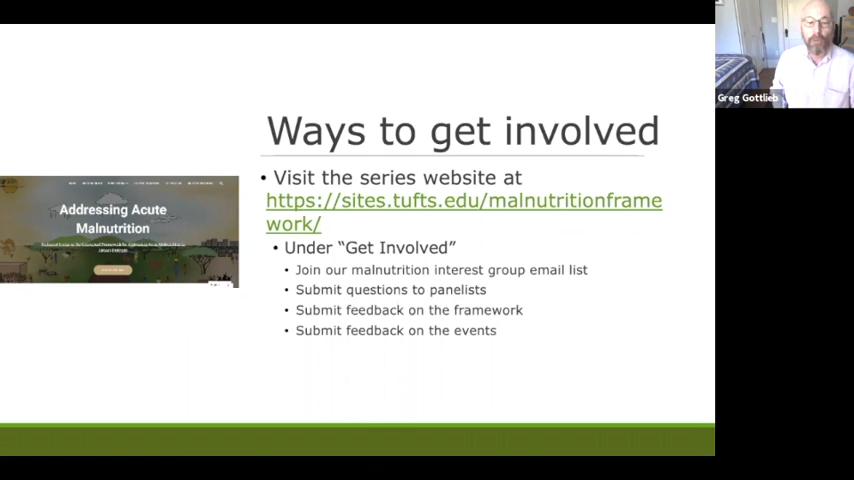 Greg Gottlieb
Ways to get involved
• Visit the series website at
https://sites.tufts.edu/malnutritionframe
work/
• Under “Get Involved”
• Join our malnutrition interest group email list
• Submit questions to panelists
• Submit feedback on the framework
• Submit feedback on the events
Addressing Acute
Malnutrition